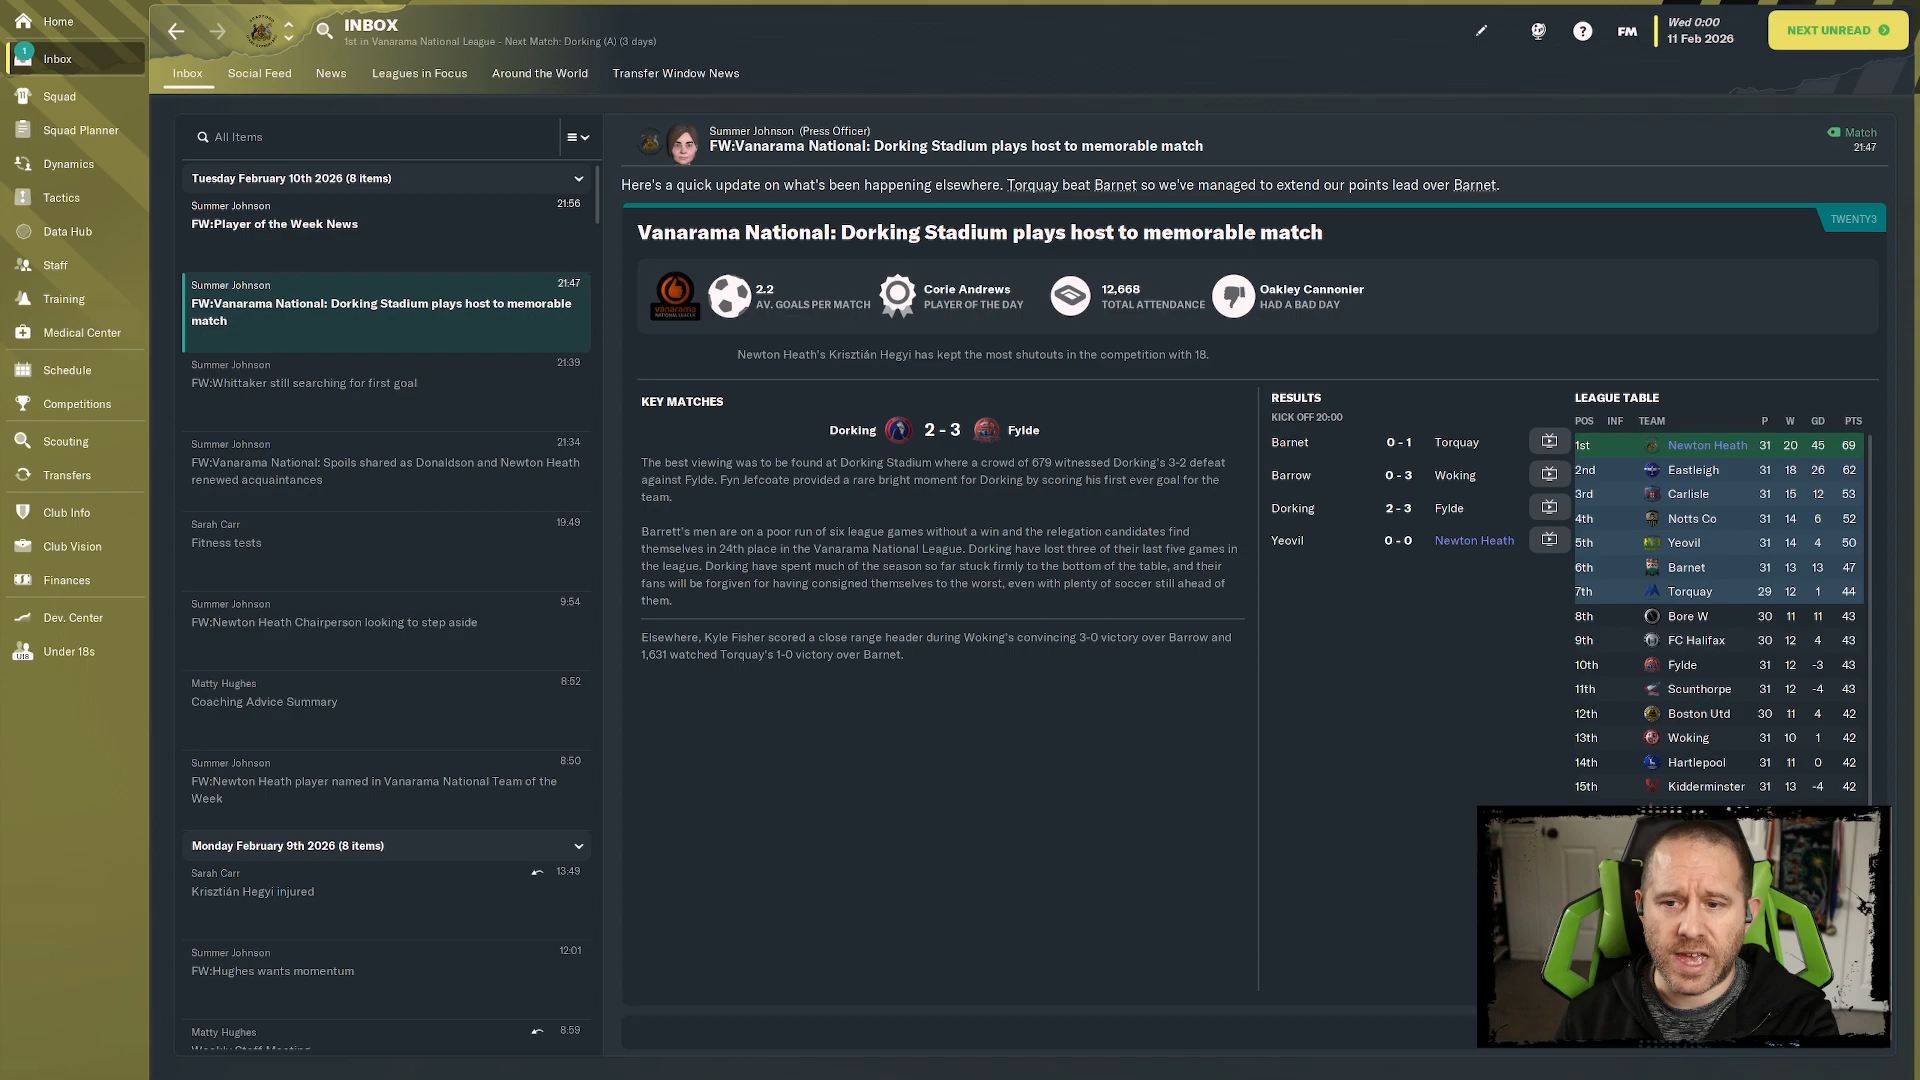 Home
1
Inbox
Squad
Squad Planner
Dynamics
Tactics
Data Hub
Staff
Training
Medical Center
Schedule
Competitions
Scouting
Transfers
Club Info
Club Vision
Finances
Dev. Center
U18
Under 18s
INBOX
1st in Vanarama National League - Next Match: Dorking (A) (3 days)
FM
Wed 0:00
11 Feb 2026
NEXT UNREAD
Inbox
Social Feed
News
Leagues in Focus
Around the World
Transfer Window News
All Items
Tuesday February 10th 2026 (8 items)
Summer Johnson 21:56
FW:Player of the Week News
Summer Johnson 21:47
FW:Vanarama National: Dorking Stadium plays host to memorable
match
Summer Johnson 21:39
FW:Whittaker still searching for first goal
Summer Johnson 21:34
FW:Vanarama National: Spoils shared as Donaldson and Newton Heath
renewed acquaintances
Sarah Carr 19:49
Fitness tests
Summer Johnson 9:54
FW:Newton Heath Chairperson looking to step aside
Matty Hughes 8:52
Coaching Advice Summary
Summer Johnson 8:50
FW:Newton Heath player named in Vanarama National Team of the
Week
Monday February 9th 2026 (8 items)
Sarah Carr 13:49
Krisztián Hegyi injured
Summer Johnson 12:01
FW:Hughes wants momentum
Matty Hughes 8:59
Weekly Staff Meeting
Summer Johnson (Press Officer)
FW:Vanarama National: Dorking Stadium plays host to memorable match
Match
21:47
Here's a quick update on what's been happening elsewhere. Torquay beat Barnet so we've managed to extend our points lead over Barnet.
TWENTY3
Vanarama National: Dorking Stadium plays host to memorable match
vanarama
NATIONAL LEAGUE
2.2
AV. GOALS PER MATCH
Corie Andrews
PLAYER OF THE DAY
12,668
TOTAL ATTENDANCE
Oakley Cannonier
HAD A BAD DAY
Newton Heath's Krisztián Hegyi has kept the most shutouts in the competition with 18.
KEY MATCHES
Dorking 2 - 3 Fylde
The best viewing was to be found at Dorking Stadium where a crowd of 679 witnessed Dorking's 3-2 defeat
against Fylde. Fyn Jefcoate provided a rare bright moment for Dorking by scoring his first ever goal for the
team.
Barrett's men are on a poor run of six league games without a win and the relegation candidates find
themselves in 24th place in the Vanarama National League. Dorking have lost three of their last five games in
the league. Dorking have spent much of the season so far stuck firmly to the bottom of the table, and their
fans will be forgiven for having consigned themselves to the worst, even with plenty of soccer still ahead of
them.
Elsewhere, Kyle Fisher scored a close range header during Woking's convincing 3-0 victory over Barrow and
1,631 watched Torquay's 1-0 victory over Barnet.
RESULTS
KICK OFF 20:00
Barnet 0 - 1 Torquay
Barrow 0 - 3 Woking
Dorking 2 - 3 Fylde
Yeovil 0 - 0 Newton Heath
LEAGUE TABLE
POS INF TEAM P W GD PTS
1st Newton Heath 31 20 45 69
2nd Eastleigh 31 18 26 62
3rd Carlisle 31 15 12 53
4th Notts Co 31 14 6 52
5th Yeovil 31 14 4 50
6th Barnet 31 13 13 47
7th Torquay 29 12 1 44
8th Bore W 30 11 11 43
9th FC Halifax 30 12 4 43
10th Fylde 31 12 -3 43
11th Scunthorpe 31 12 -4 43
12th Boston Utd 30 11 4 42
13th Woking 31 10 1 42
14th Hartlepool 31 11 0 42
15th Kidderminster 31 13 -4 42